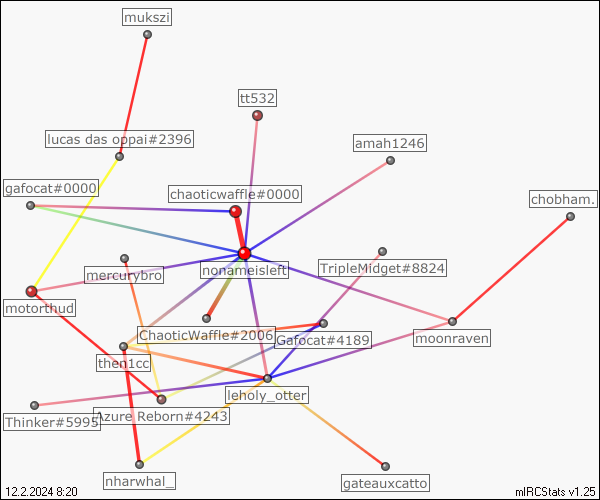 mukszi
tt532
lucas das oppai#2396
amah1246
gafocat#0000
chaoticwaffle#0000
chobham.
mercurybro
nonameisleft
TripleMidget#8824
motorthud
ChaoticWaffle#2006
Gafocat#4189
moonraven
then1cc
leholy_otter
Thinker#5995
Azure Reborn#4243
nharwhal_
gateauxcatto
12.2.2024 8:20
mIRCStats v1.25